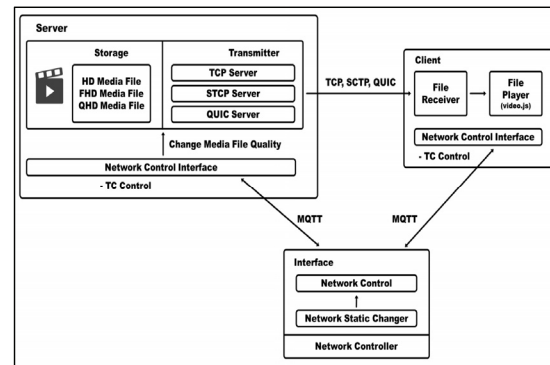 Server
Storage
HD Media File
FHD Media File
QHD Media File
Transmitter
TCP Server
STCP Server
QUIC Server
Change Media File Quality
Network Control Interface
- TC Control
TCP, SCTP, QUIC
Client
File
Receiver
File
Player
(video.js)
Network Control Interface
- TC Control
MQTT
MQTT
Interface
Network Control
Network Static Changer
Network Controller